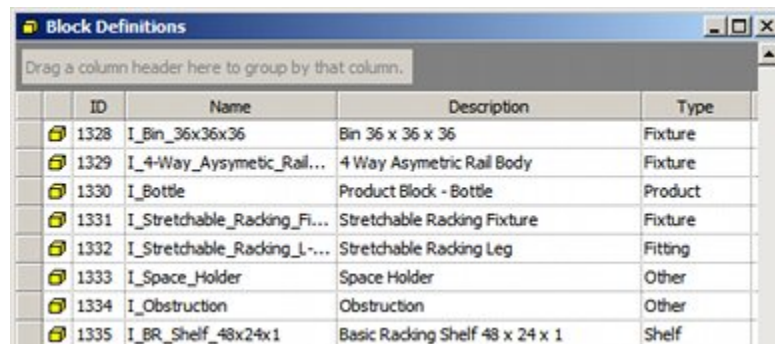 Block Definitions
Drag a column header here to group by that column.
ID Name Description Type
1328 I_Bin_36x36x36 Bin 36 x 36 x 36 Fixture
1329 I_4-Way_Aysymetic_Rail... 4 Way Asymetric Rail Body Fixture
1330 I_Bottle Product Block - Bottle Product
1331 I_Stretchable_Racking_Fi... Stretchable Racking Fixture Fixture
1332 I_Stretchable_Racking_L-... Stretchable Racking Leg Fitting
1333 I_Space_Holder Space Holder Other
1334 I_Obstruction Obstruction Other
1335 I_BR_Shelf_48x24x1 Basic Racking Shelf 48 x 24 x 1 Shelf